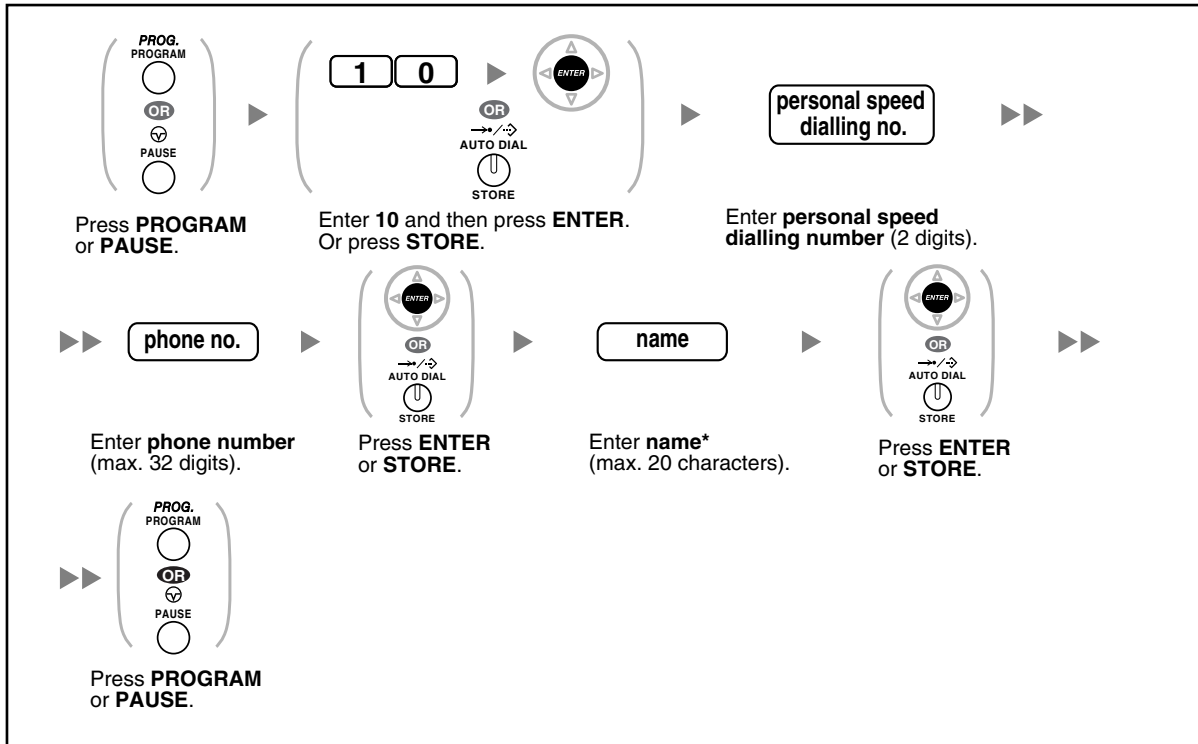 PROG.
PROGRAM
OR
PAUSE
Press PROGRAM
or PAUSE.
1 0
ENTER
OR
AUTO DIAL
STORE
Enter 10 and then press ENTER.
Or press STORE.
personal speed
dialling no.
Enter personal speed
dialling number (2 digits).
phone no.
Enter phone number
(max. 32 digits).
ENTER
OR
AUTO DIAL
STORE
Press ENTER
or STORE.
name
Enter name*
(max. 20 characters).
ENTER
OR
AUTO DIAL
STORE
Press ENTER
or STORE.
PROG.
PROGRAM
OR
PAUSE
Press PROGRAM
or PAUSE.